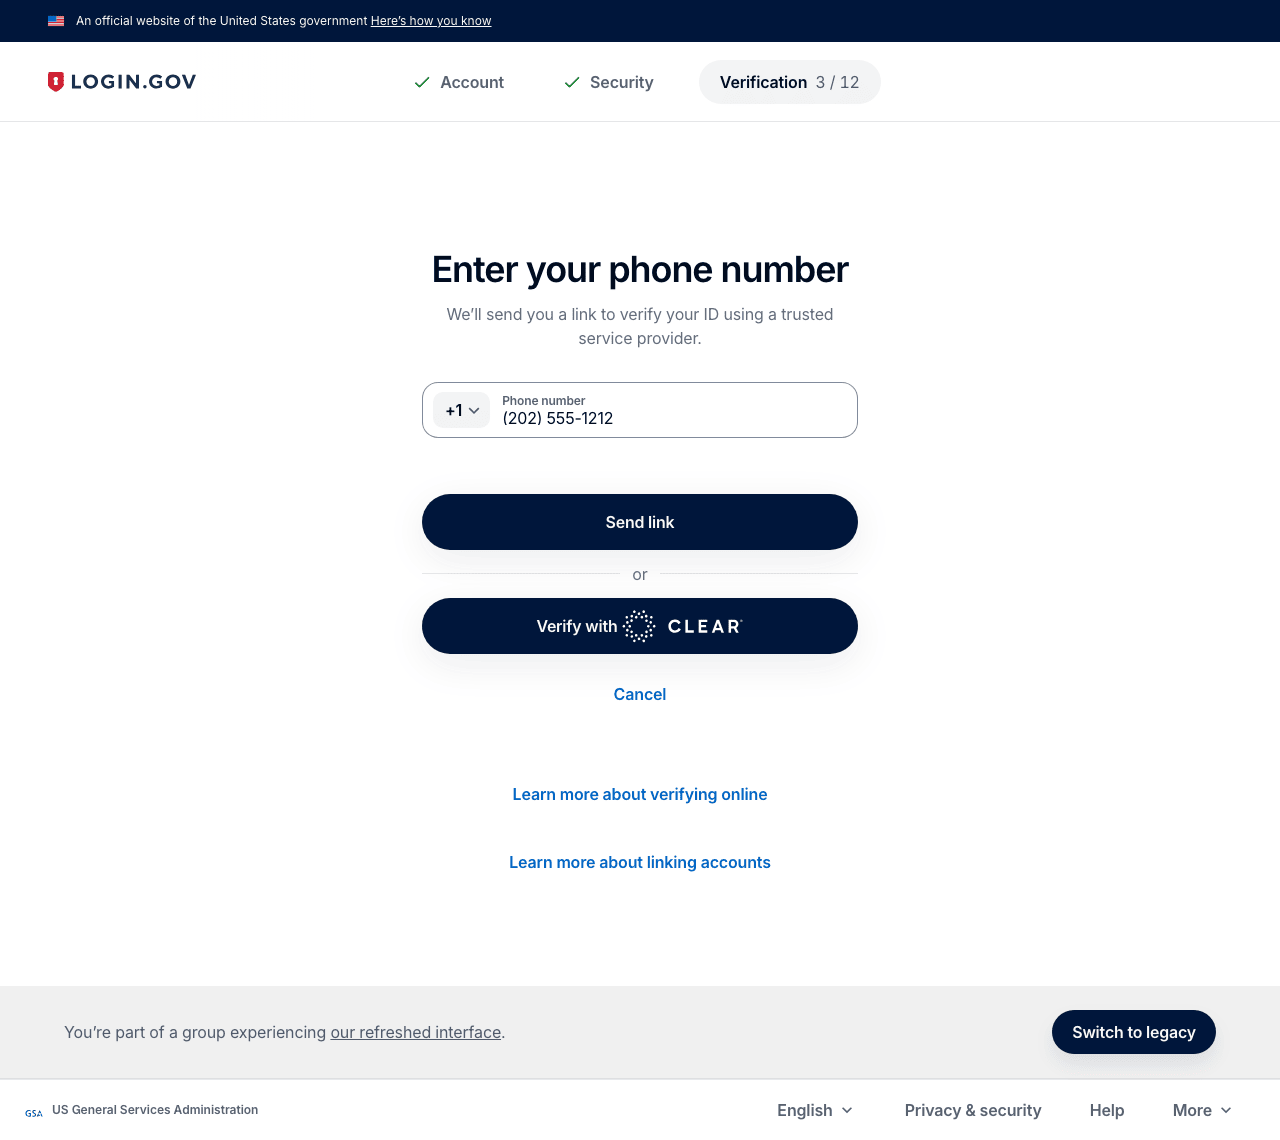 An official website of the United States government Here’s how you know
LOGIN.GOV
Account
Security
Verification 3 / 12
Enter your phone number
We’ll send you a link to verify your ID using a trusted
service provider.
+1
Phone number
(202) 555-1212
Send link
or
Verify with CLEAR
Cancel
Learn more about verifying online
Learn more about linking accounts
You’re part of a group experiencing our refreshed interface.
Switch to legacy
GSA US General Services Administration
English
Privacy & security
Help
More